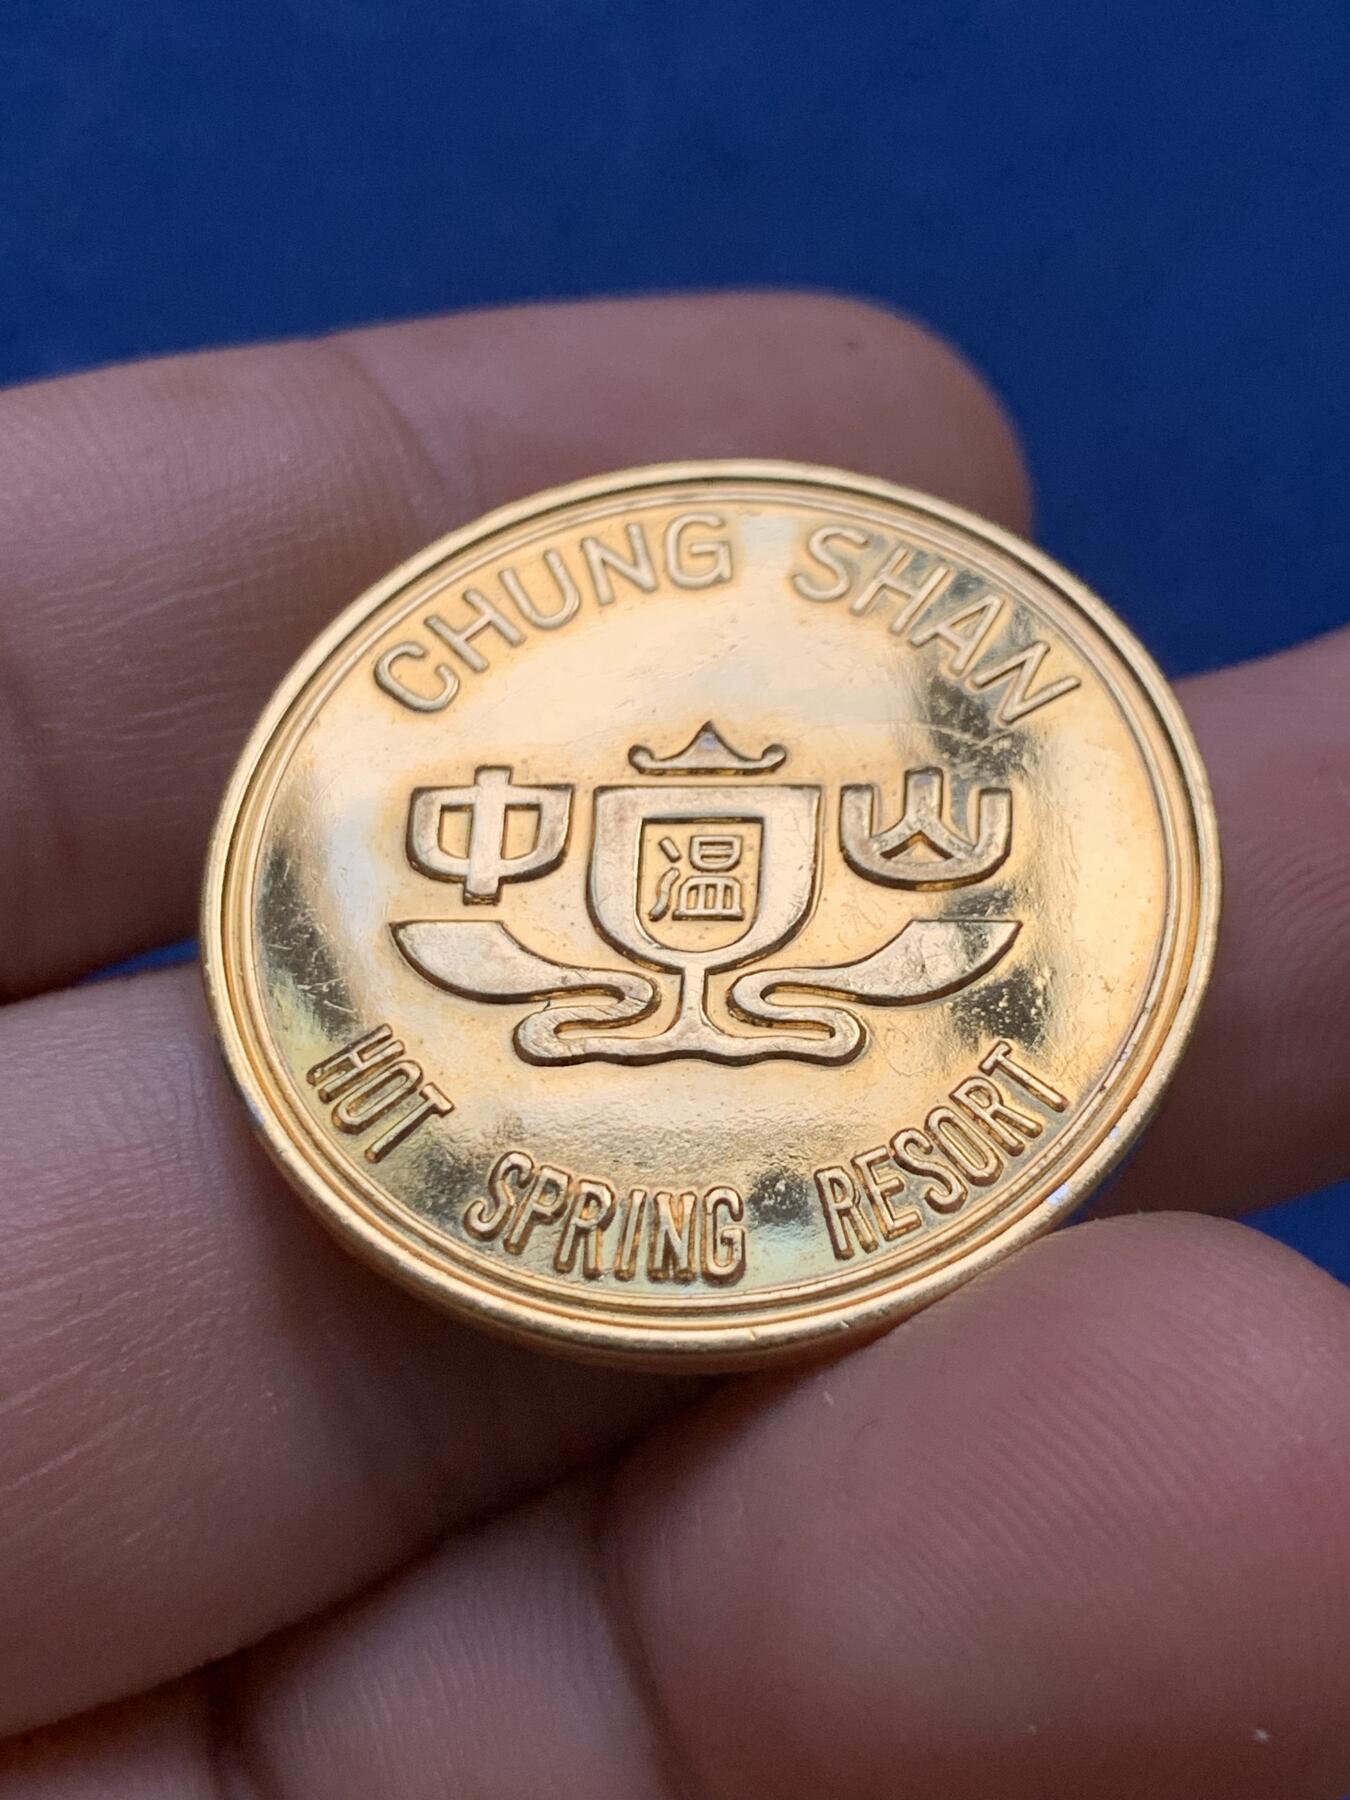 CHUNG SHAN
中 温 山
HOT SPRING RESORT